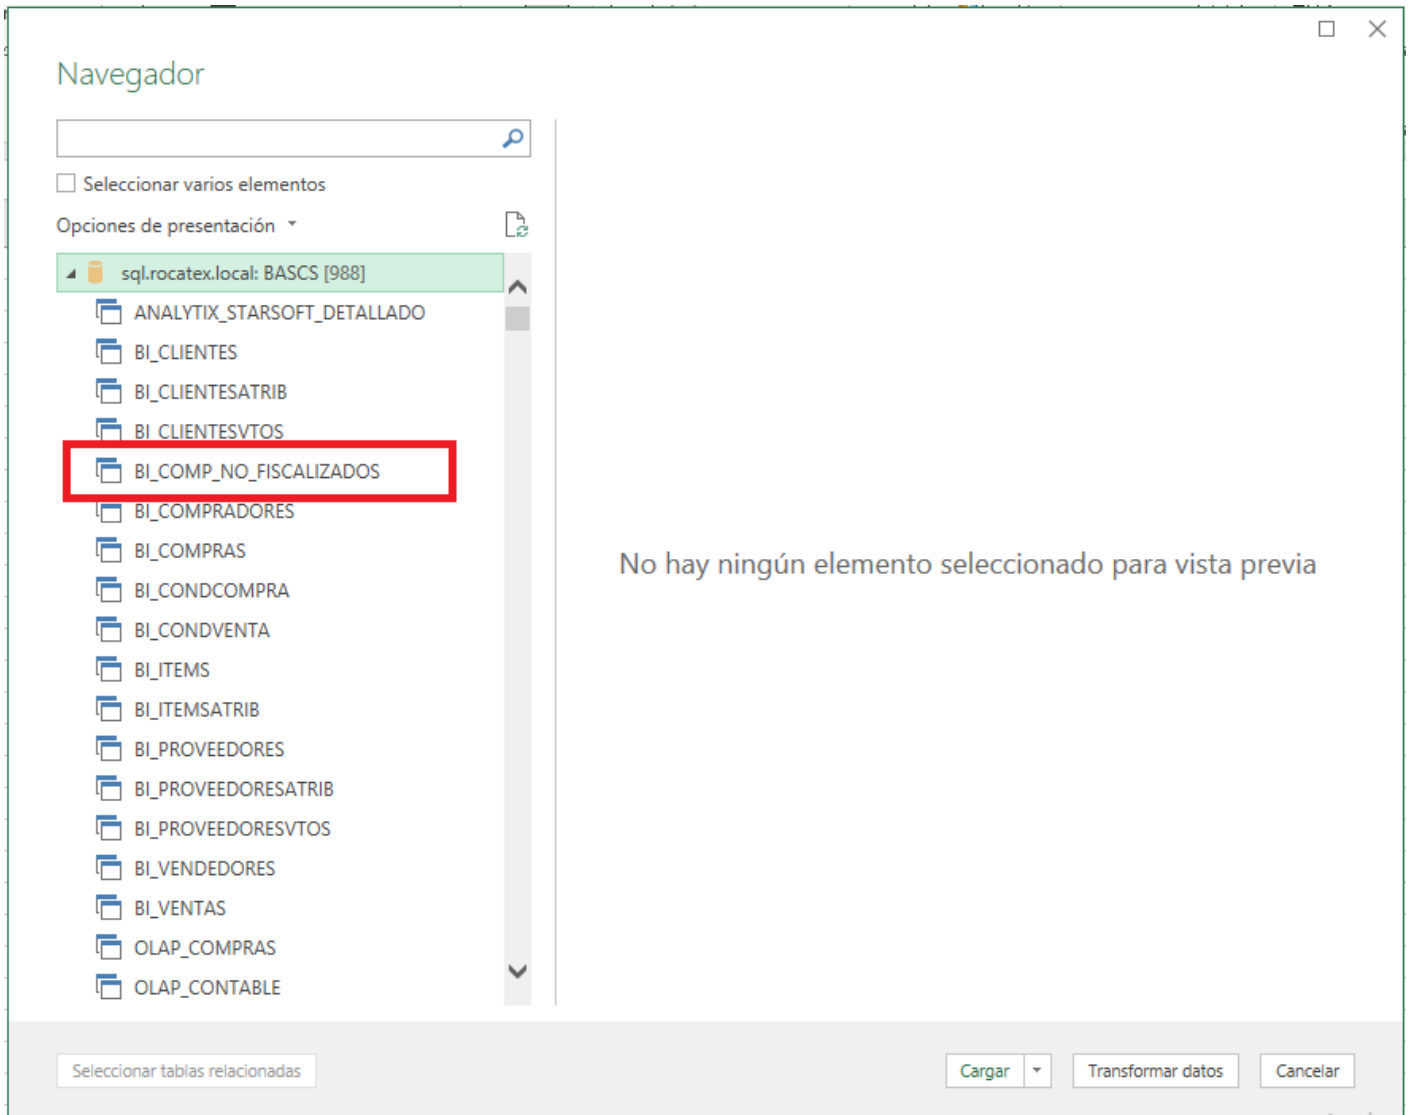 Navegador
Seleccionar varios elementos
Opciones de presentación
sql.rocatex.local: BASCS [988]
ANALYTIX_STARSOFT_DETALLADO
BI_CLIENTES
BI_CLIENTESATRIB
BI_CLIENTESVTOS
BI_COMP_NO_FISCALIZADOS
BI_COMPRADORES
BI_COMPRAS
BI_CONDCOMPRA
BI_CONDVENTA
BI_ITEMS
BI_ITEMSATRIB
BI_PROVEEDORES
BI_PROVEEDORESATRIB
BI_PROVEEDORESVTOS
BI_VENDEDORES
BI_VENTAS
OLAP_COMPRAS
OLAP_CONTABLE
No hay ningún elemento seleccionado para vista previa
Seleccionar tablas relacionadas
Cargar
Transformar datos
Cancelar